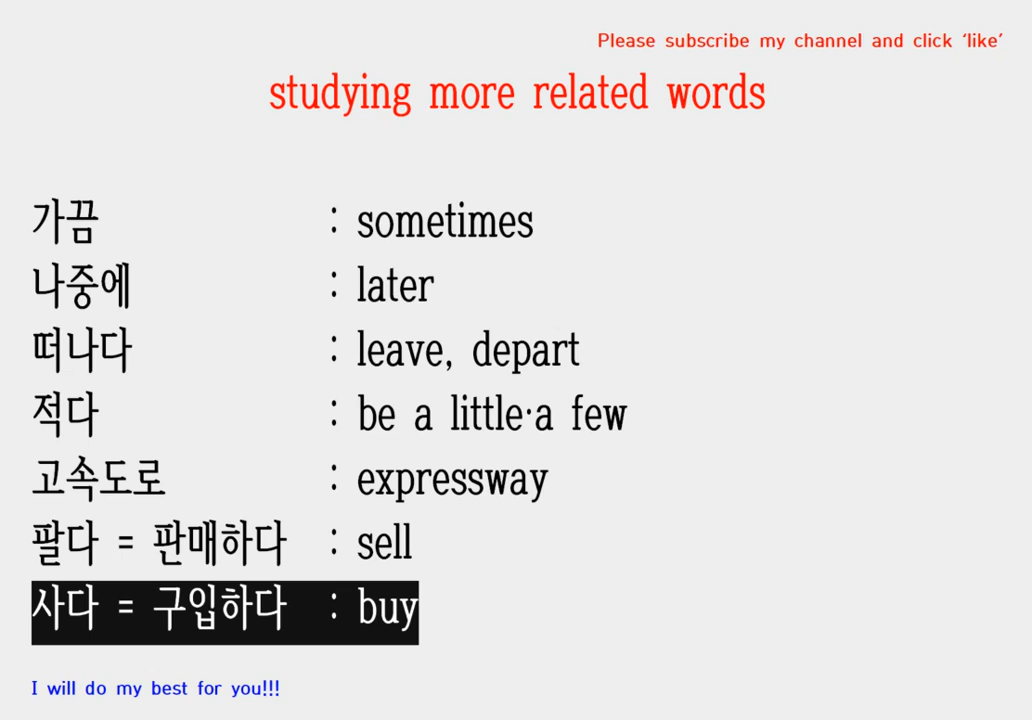 Please subscribe my channel and click ‘like’
studying more related words
가끔 : sometimes
나중에 : later
떠나다 : leave, depart
적다 : be a little·a few
고속도로 : expressway
팔다 = 판매하다 : sell
사다 = 구입하다 : buy
I will do my best for you!!!